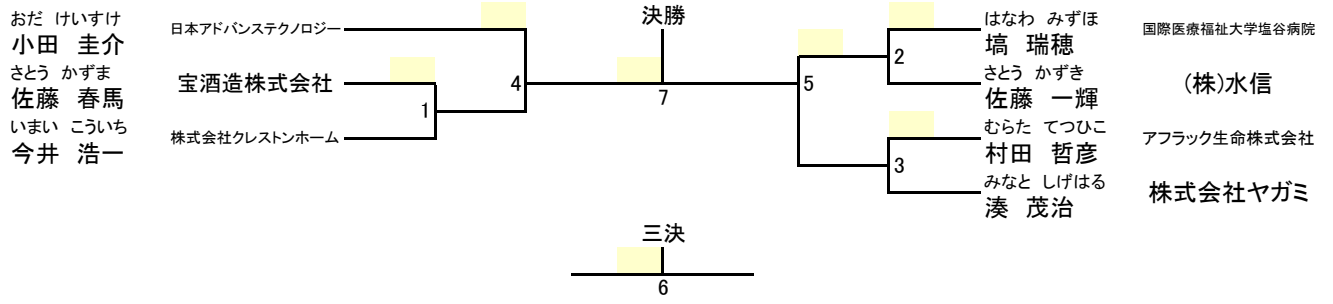 おだ けいすけ
小田 圭介
日本アドバンステクノロジー
さとう かずま
佐藤 春馬
宝酒造株式会社
いまい こういち
今井 浩一
株式会社クレストンホーム
1
4
決勝
7
5
2
3
はなわ みずほ
塙 瑞穂
国際医療福祉大学塩谷病院
さとう かずき
佐藤 一輝
(株)水信
むらた てつひこ
村田 哲彦
アフラック生命株式会社
みなと しげはる
湊 茂治
株式会社ヤガミ
三決
6